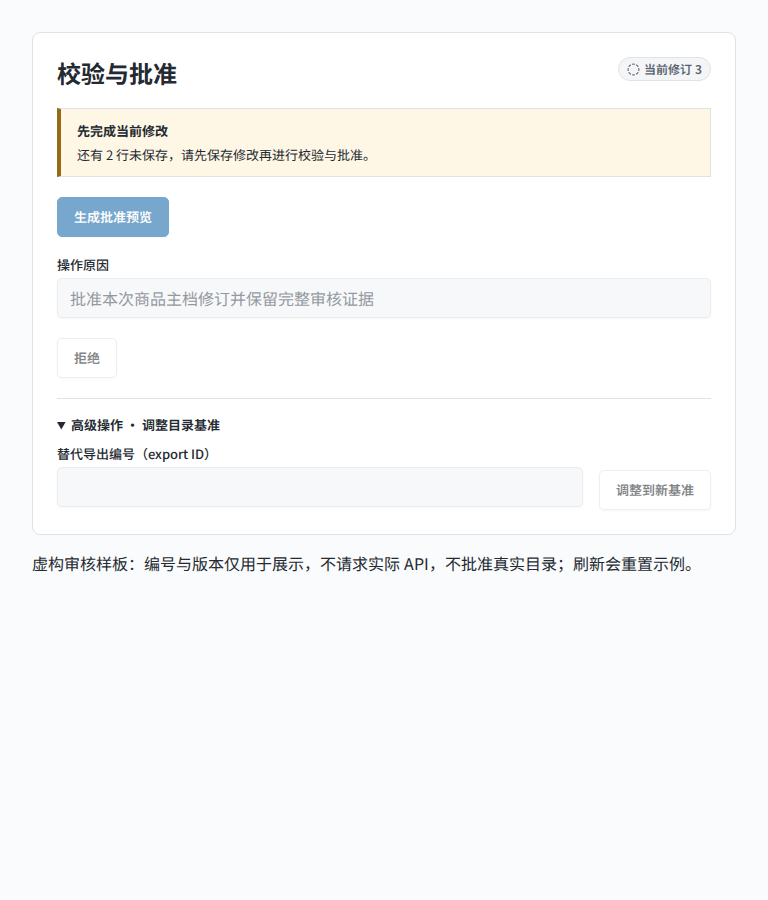 校验与批准
当前修订 3
先完成当前修改
还有 2 行未保存，请先保存修改再进行校验与批准。
生成批准预览
操作原因
批准本次商品主档修订并保留完整审核证据
拒绝
▼ 高级操作 · 调整目录基准
替代导出编号（export ID）
调整到新基准
虚构审核样板：编号与版本仅用于展示，不请求实际 API，不批准真实目录；刷新会重置示例。